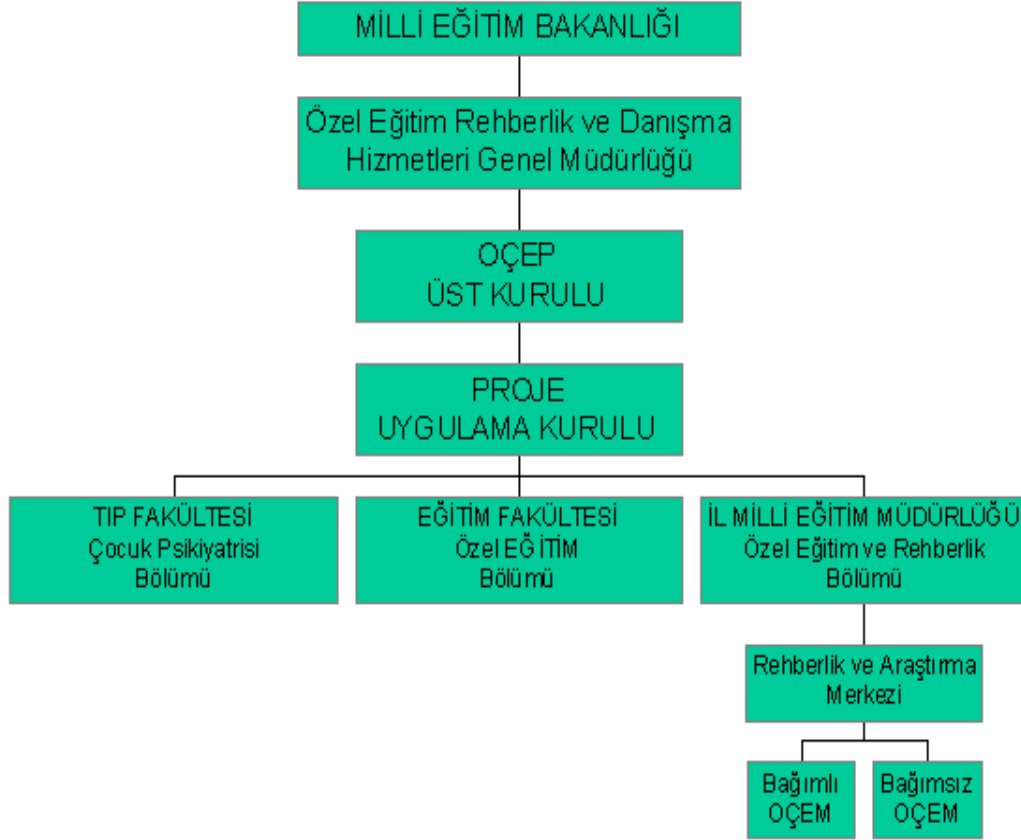 MİLLİ EĞİTİM BAKANLIĞI
Özel Eğitim Rehberlik ve Danışma
Hizmetleri Genel Müdürlüğü
OÇEP
ÜST KURULU
PROJE
UYGULAMA KURULU
TIP FAKÜLTESİ
Çocuk Psikiyatrisi
Bölümü
EĞİTİM FAKÜLTESİ
Özel EĞİTİM
Bölümü
İL MİLLİ EĞİTİM MÜDÜRLÜĞÜ
Özel Eğitim ve Rehberlik
Bölümü
Rehberlik ve Araştırma
Merkezi
Bağımlı
OÇEM
Bağımsız
OÇEM